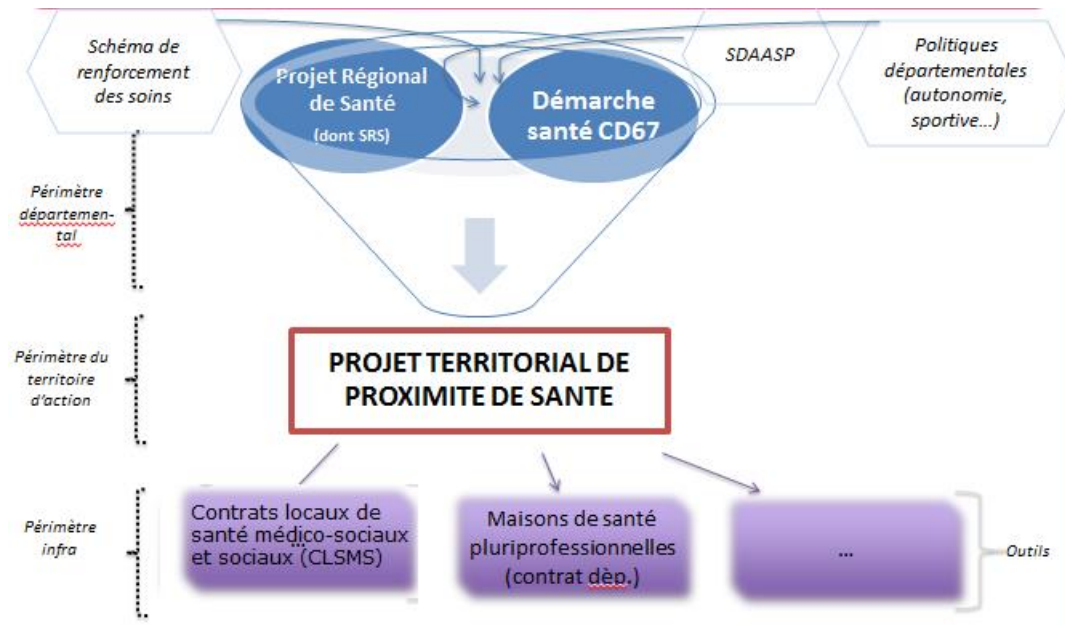 Schéma de
renforcement
des soins
Projet Régional
de Santé
(dont SRS)
Démarche
santé CD67
SDAASP
Politiques
départementales
(autonomie,
sportive...)
Périmètre
départemen-
tal
Périmètre du
territoire
d'action
PROJET TERRITORIAL DE
PROXIMITE DE SANTE
Périmètre
infra
Contrats locaux de
santé médico-sociaux
et sociaux (CLSMS)
...
Maisons de santé
pluriprofessionnelles
(contrat dèp.)
...
Outils